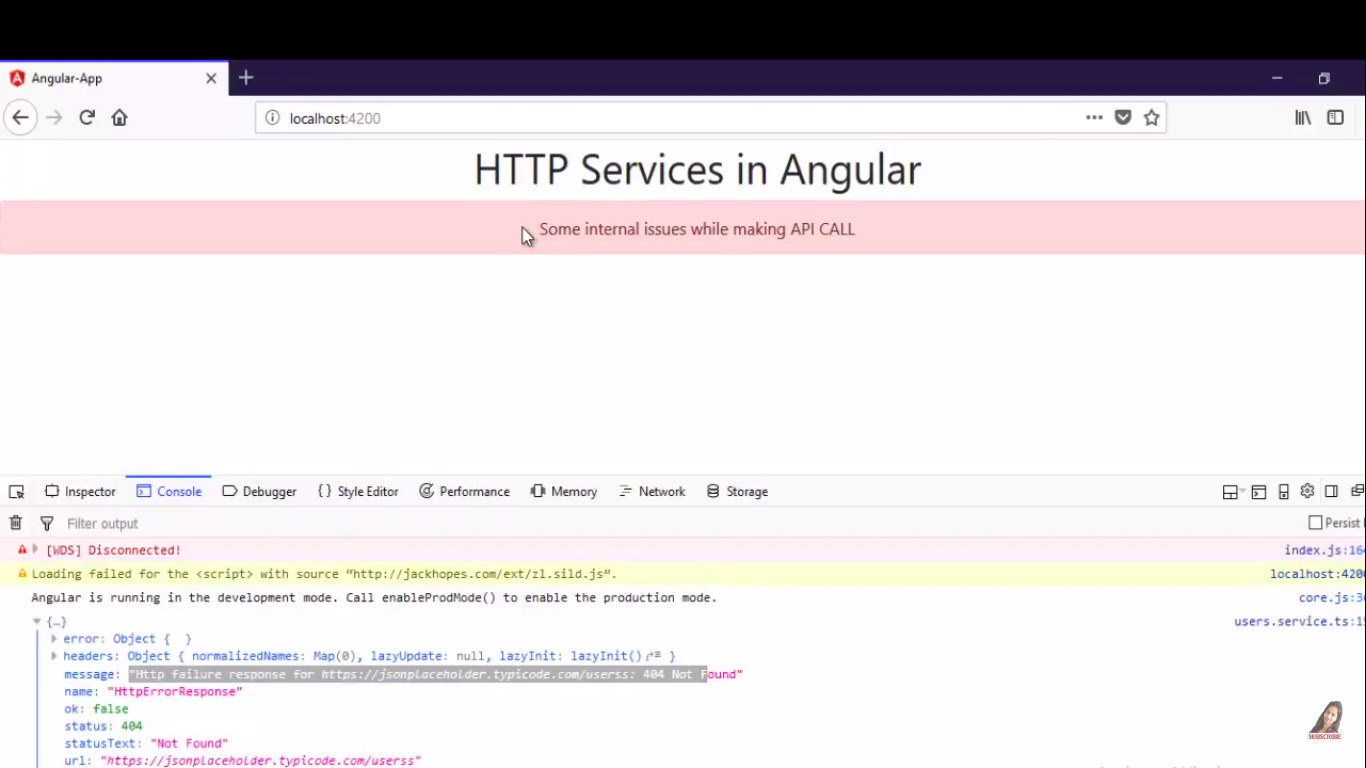 Angular-App
localhost:4200
HTTP Services in Angular
Some internal issues while making API CALL
Inspector Console Debugger { } Style Editor Performance Memory Network Storage
Filter output Persist
[WDS] Disconnected! index.js:16
Loading failed for the <script> with source “http://jackhopes.com/ext/zl.sild.js”. localhost:420
Angular is running in the development mode. Call enableProdMode() to enable the production mode. core.js:3
{…} users.service.ts:1
error: Object { }
headers: Object { normalizedNames: Map(0), lazyUpdate: null, lazyInit: lazyInit() }
message: "Http failure response for https://jsonplaceholder.typicode.com/userss: 404 Not Found"
name: "HttpErrorResponse"
ok: false
status: 404
statusText: "Not Found"
url: "https://jsonplaceholder.typicode.com/userss"
SUBSCRIBE